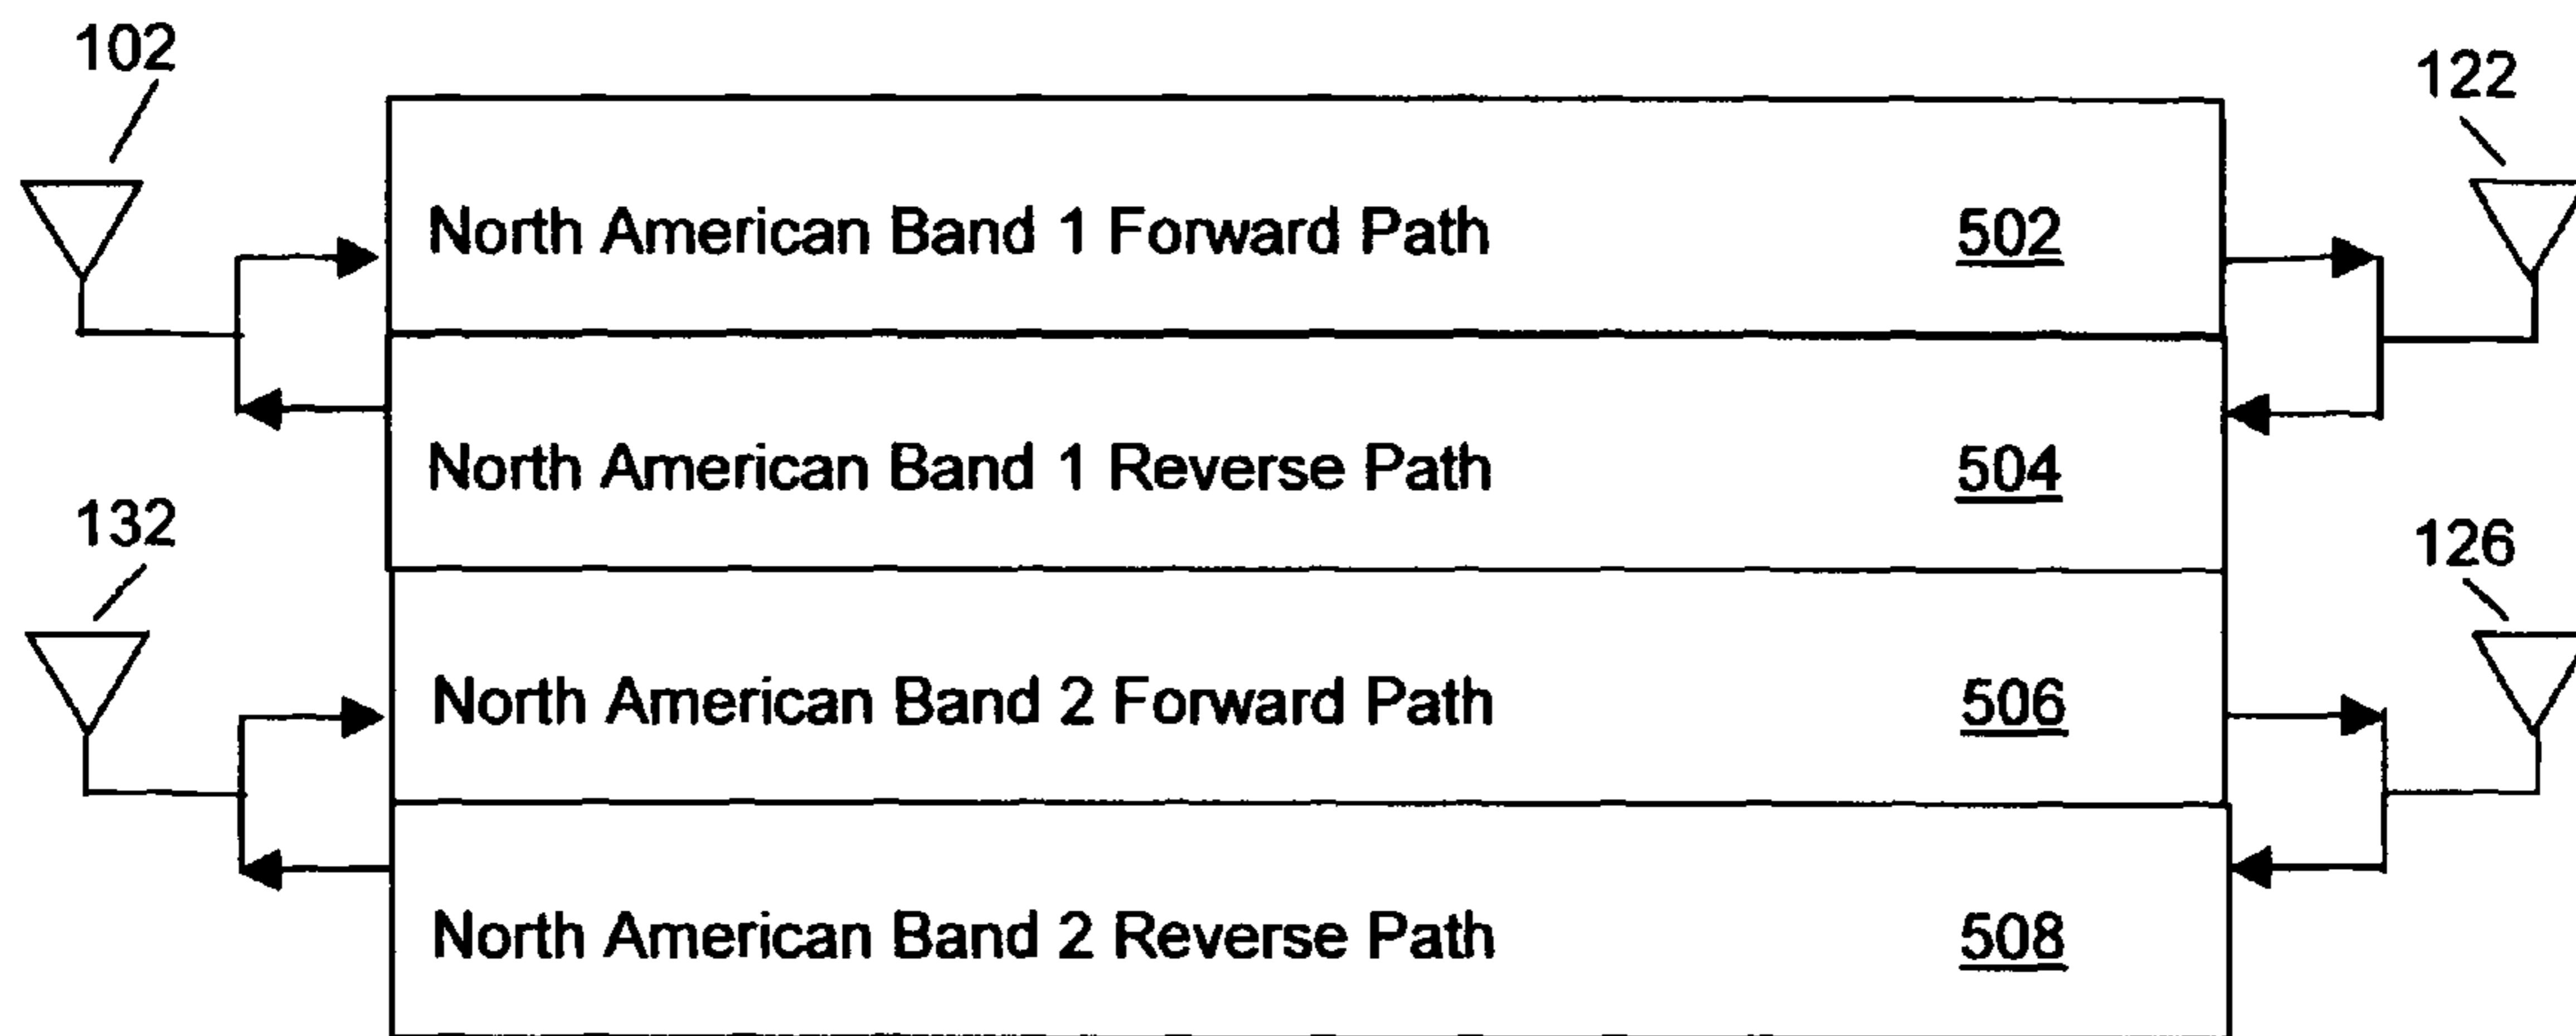 102
122
North American Band 1 Forward Path 502
North American Band 1 Reverse Path 504
132
126
North American Band 2 Forward Path 506
North American Band 2 Reverse Path 508